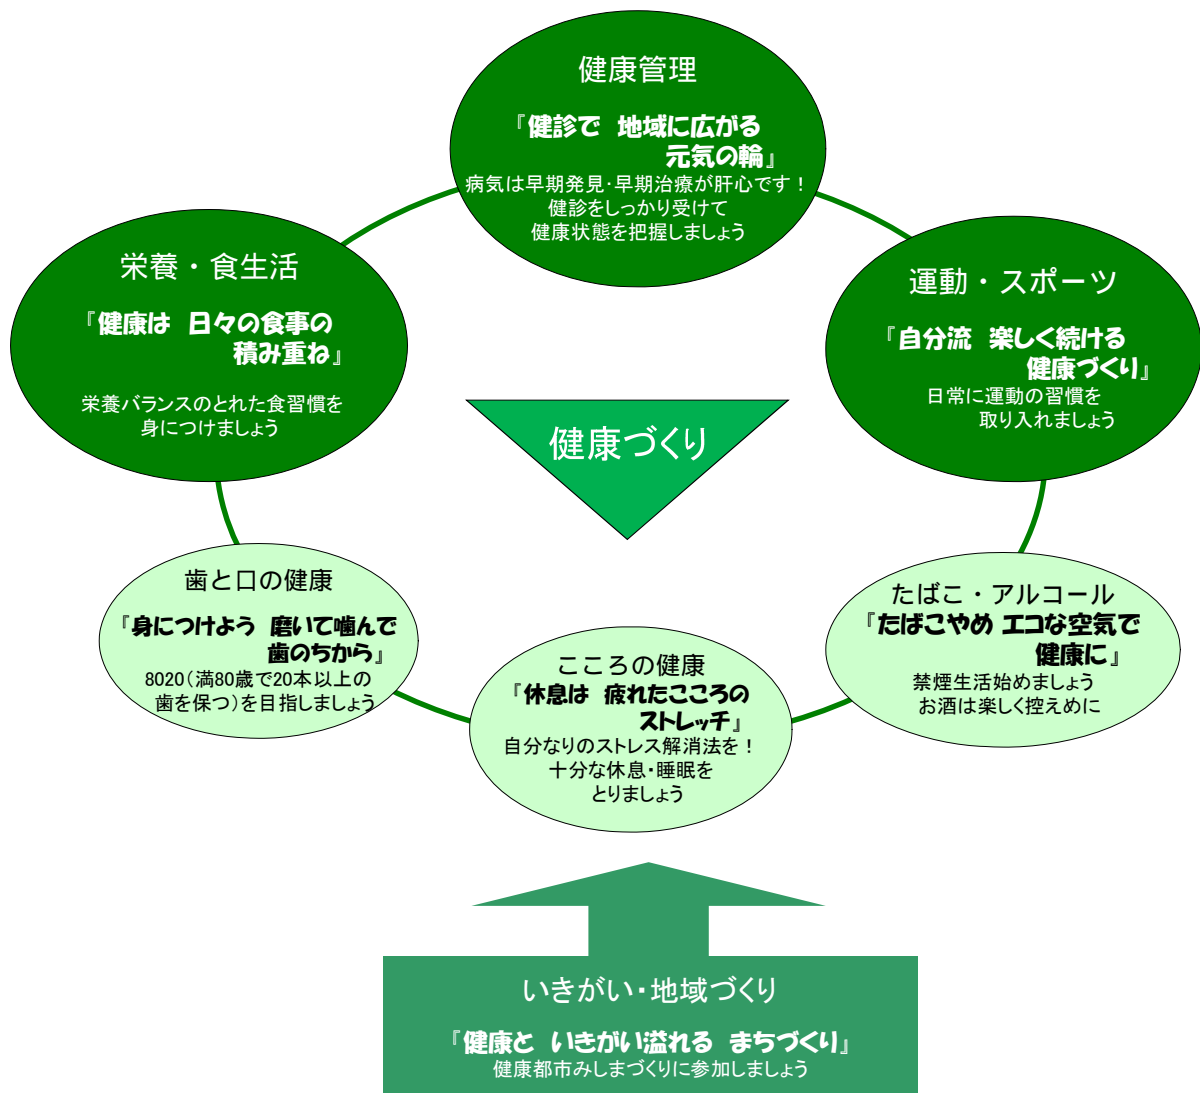 健康管理
『健診で 地域に広がる
元気の輪』
病気は早期発見・早期治療が肝心です！
健診をしっかり受けて
健康状態を把握しましょう
栄養・食生活
『健康は 日々の食事の
積み重ね』
栄養バランスのとれた食習慣を
身につけましょう
運動・スポーツ
『自分流 楽しく続ける
健康づくり』
日常に運動の習慣を
取り入れましょう
健康づくり
歯と口の健康
『身につけよう 磨いて噛んで
歯のちから』
8020（満80歳で20本以上の
歯を保つ）を目指しましょう
たばこ・アルコール
『たばこやめ エコな空気で
健康に』
禁煙生活始めましょう
お酒は楽しく控えめに
こころの健康
『休息は 疲れたこころの
ストレッチ』
自分なりのストレス解消法を！
十分な休息・睡眠を
とりましょう
いきがい・地域づくり
『健康と いきがい溢れる まちづくり』
健康都市みしまづくりに参加しましょう